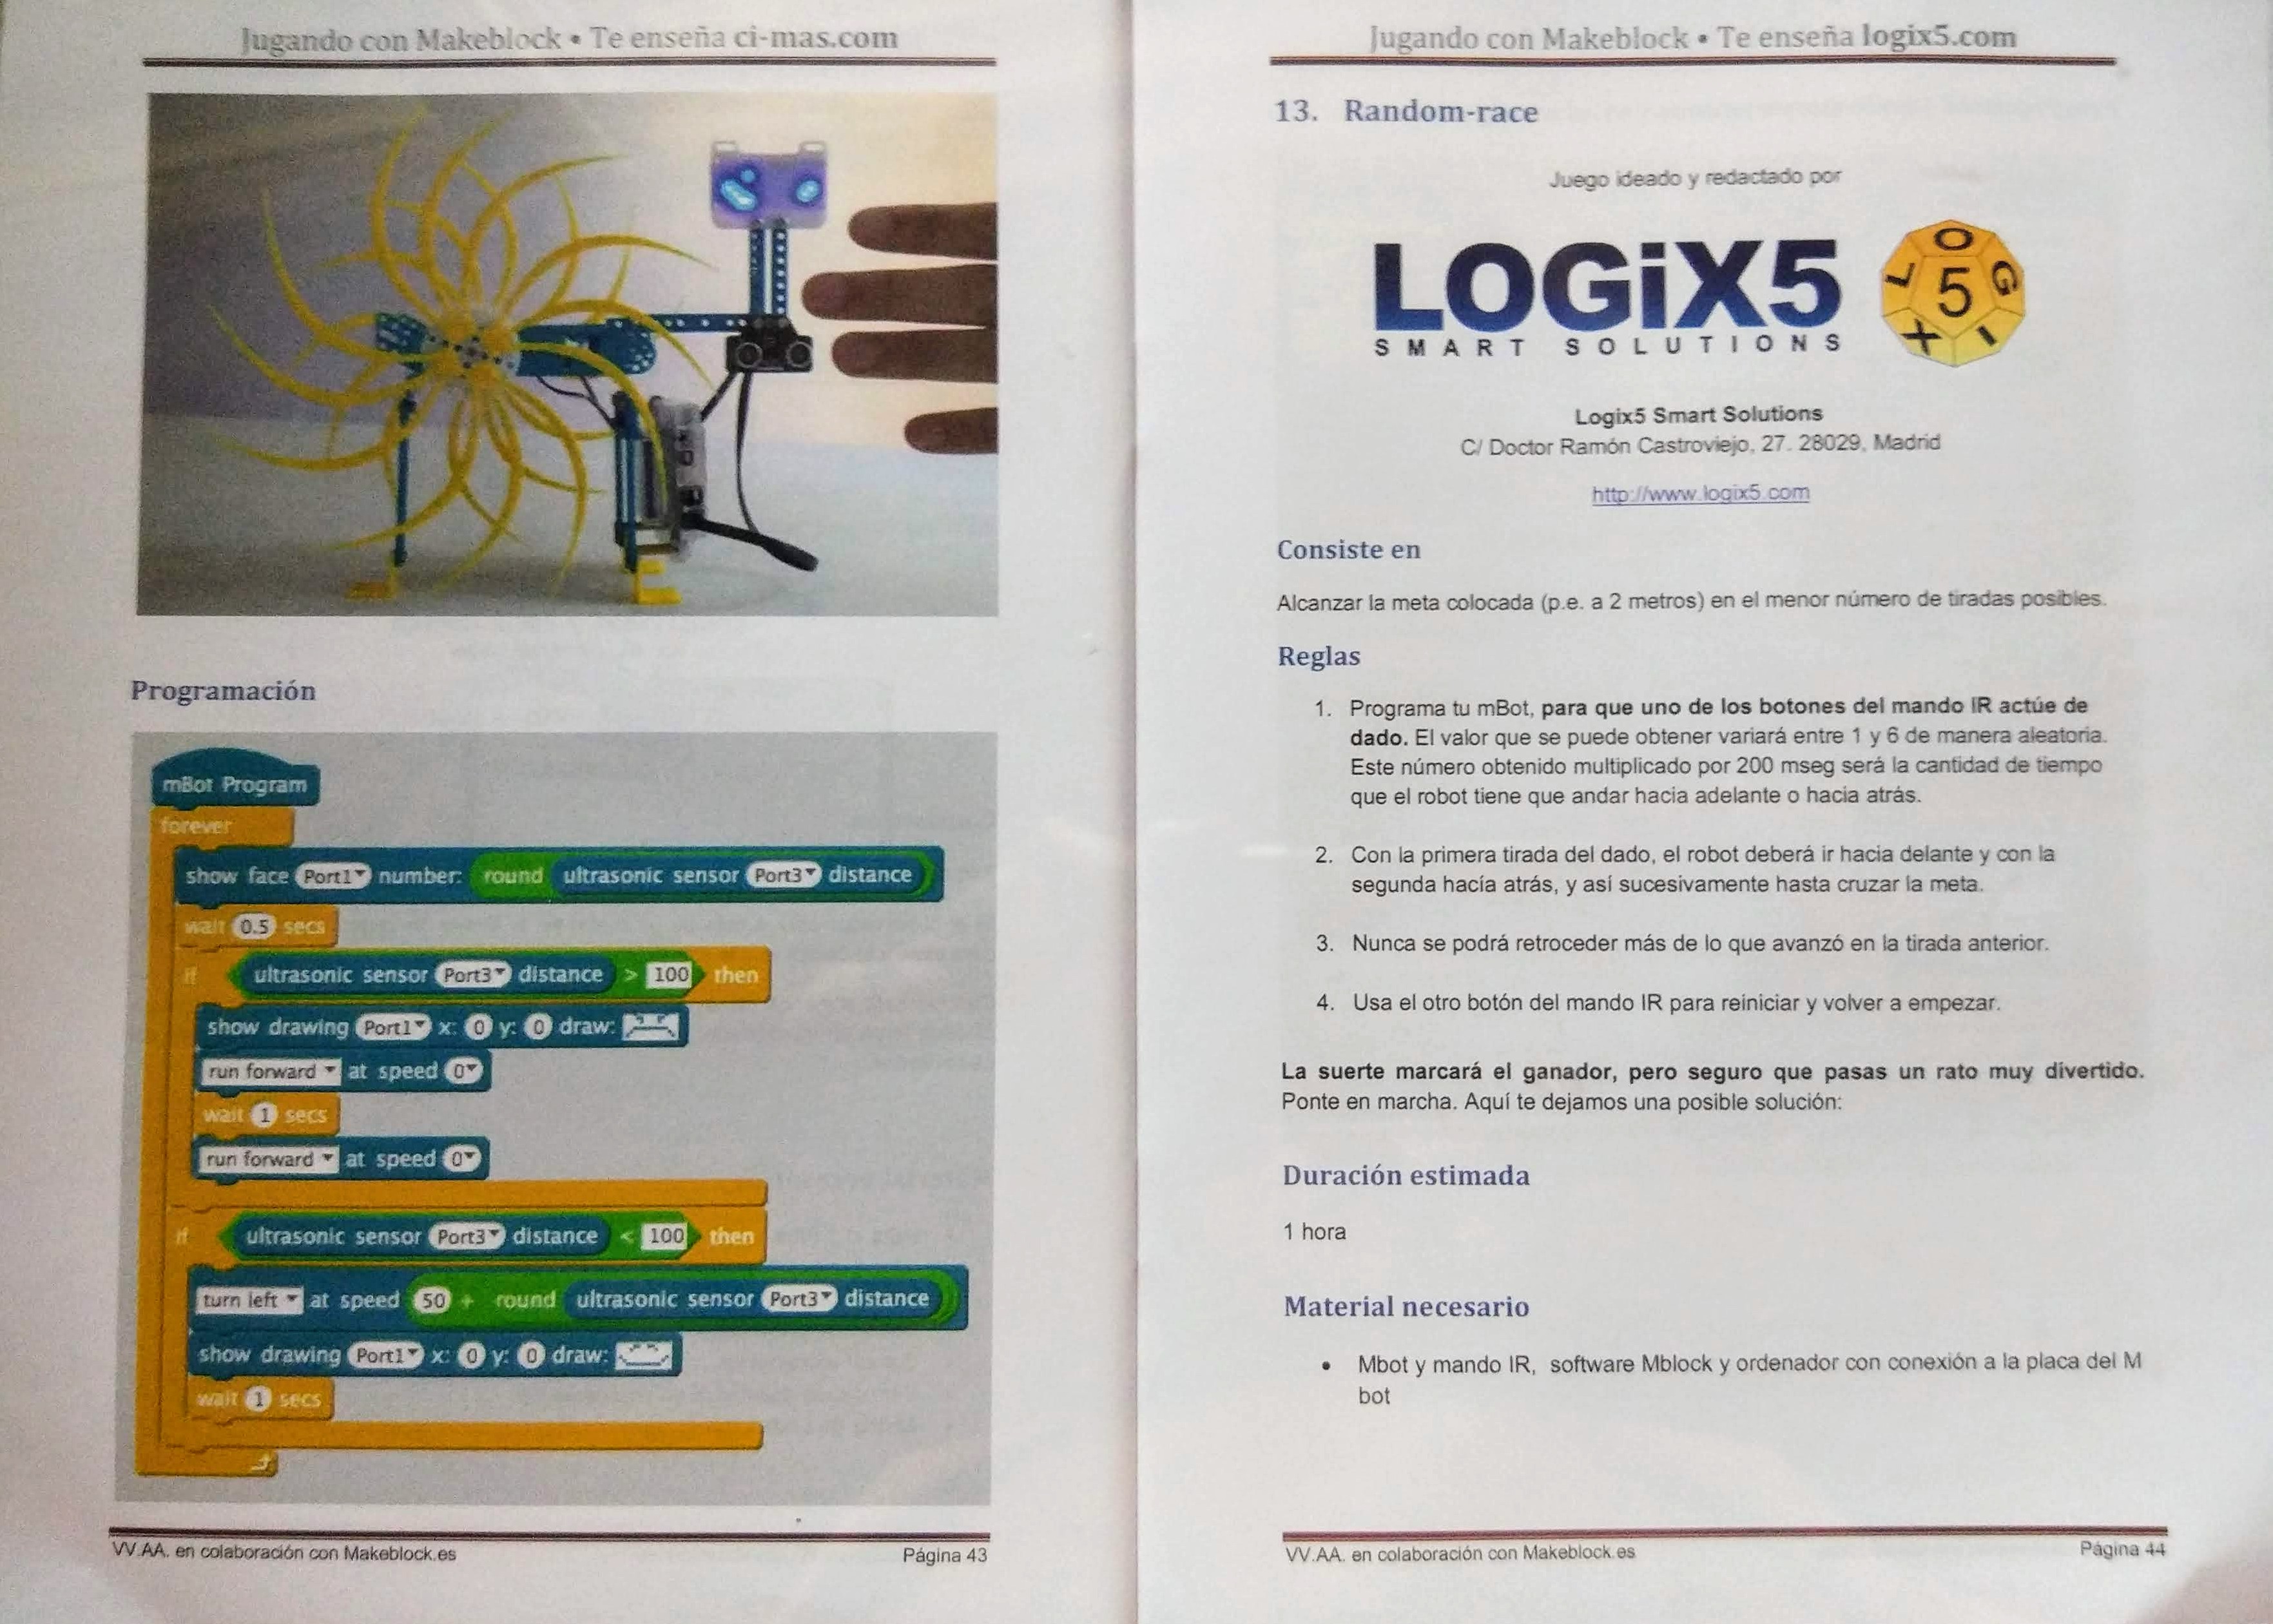 Jugando con Makeblock • Te enseña ci-mas.com
Programación
mBot Program
forever
show face Port1 number: round ultrasonic sensor Port3 distance
wait 0.5 secs
if ultrasonic sensor Port3 distance > 100 then
show drawing Port1 x: 0 y: 0 draw:
run forward at speed 0
wait 1 secs
run forward at speed 0
if ultrasonic sensor Port3 distance < 100 then
turn left at speed 50 + round ultrasonic sensor Port3 distance
show drawing Port1 x: 0 y: 0 draw:
wait 1 secs
VV.AA. en colaboración con Makeblock.es Página 43
Jugando con Makeblock • Te enseña logix5.com
13. Random-race
Juego ideado y redactado por
LOGiX5
SMART SOLUTIONS
L O G I X 5
Logix5 Smart Solutions
C/ Doctor Ramón Castroviejo, 27. 28029, Madrid
http://www.logix5.com
Consiste en
Alcanzar la meta colocada (p.e. a 2 metros) en el menor número de tiradas posibles.
Reglas
1. Programa tu mBot, para que uno de los botones del mando IR actúe de
dado. El valor que se puede obtener variará entre 1 y 6 de manera aleatoria.
Este número obtenido multiplicado por 200 mseg será la cantidad de tiempo
que el robot tiene que andar hacia adelante o hacia atrás.
2. Con la primera tirada del dado, el robot deberá ir hacia delante y con la
segunda hacía atrás, y así sucesivamente hasta cruzar la meta.
3. Nunca se podrá retroceder más de lo que avanzó en la tirada anterior.
4. Usa el otro botón del mando IR para reiniciar y volver a empezar.
La suerte marcará el ganador, pero seguro que pasas un rato muy divertido.
Ponte en marcha. Aquí te dejamos una posible solución:
Duración estimada
1 hora
Material necesario
• Mbot y mando IR, software Mblock y ordenador con conexión a la placa del M
bot
VV.AA. en colaboración con Makeblock.es Página 44